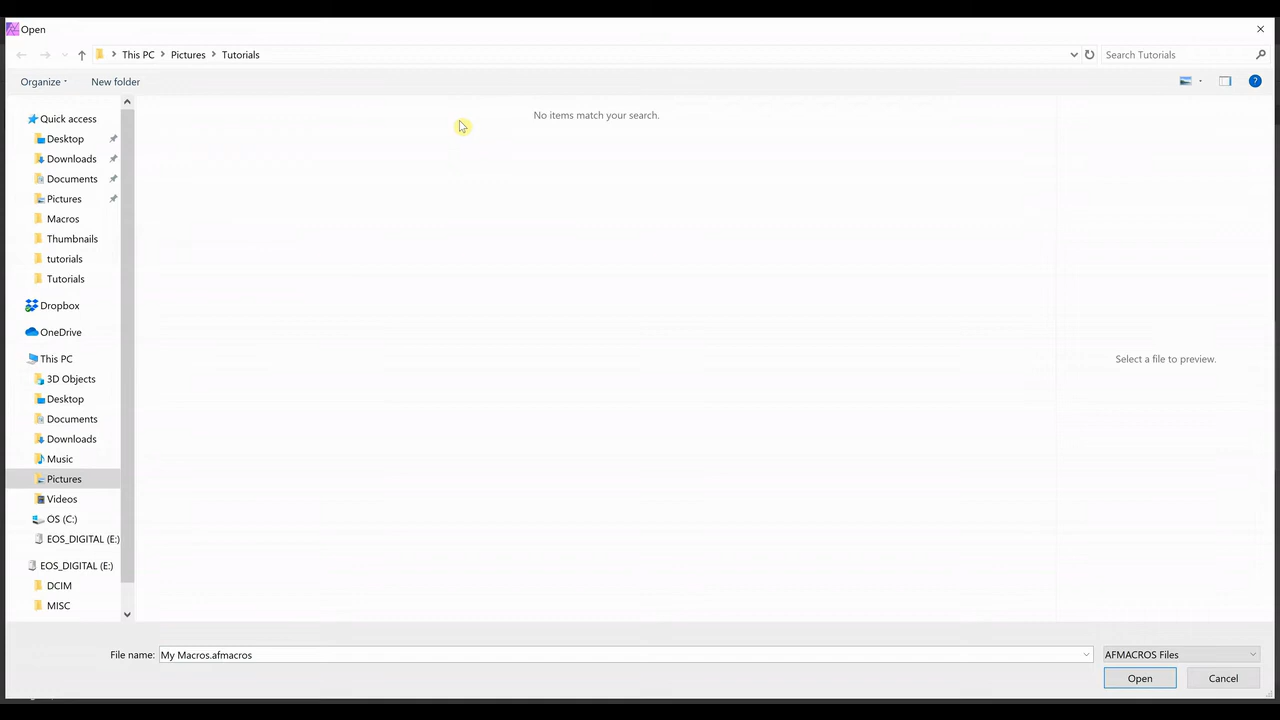 Open
This PC
Pictures
Tutorials
Search Tutorials
Organize
New folder
Quick access
Desktop
Downloads
Documents
Pictures
Macros
Thumbnails
tutorials
Tutorials
Dropbox
OneDrive
This PC
3D Objects
Desktop
Documents
Downloads
Music
Pictures
Videos
OS (C:)
EOS_DIGITAL (E:)
EOS_DIGITAL (E:)
DCIM
MISC
No items match your search.
Select a file to preview.
File name: My Macros.afmacros
AFMACROS Files
Open
Cancel